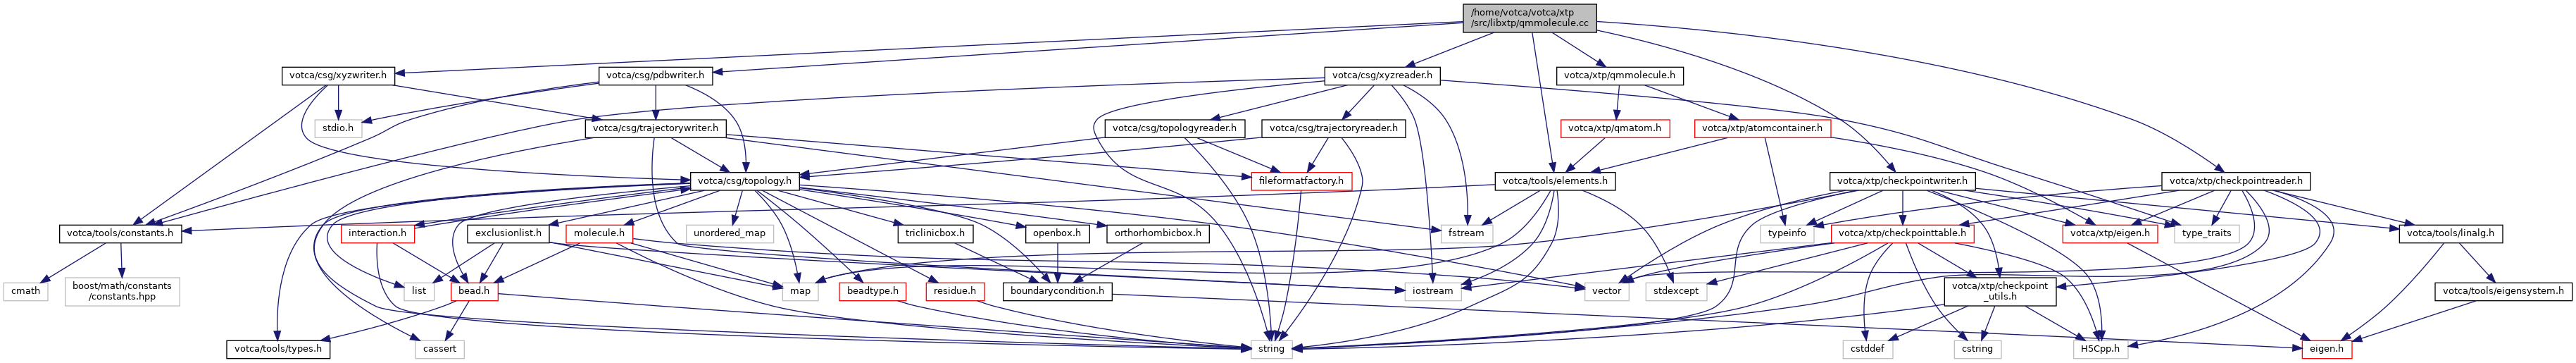 /home/votca/votca/xtp
/src/libxtp/qmmolecule.cc
votca/csg/xyzwriter.h
votca/csg/pdbwriter.h
votca/csg/xyzreader.h
votca/xtp/qmmolecule.h
stdio.h
votca/csg/trajectorywriter.h
votca/csg/topologyreader.h
votca/csg/trajectoryreader.h
votca/xtp/qmatom.h
votca/xtp/atomcontainer.h
votca/csg/topology.h
fileformatfactory.h
votca/tools/elements.h
votca/xtp/checkpointwriter.h
votca/xtp/checkpointreader.h
votca/tools/constants.h
interaction.h
exclusionlist.h
molecule.h
unordered_map
triclinicbox.h
openbox.h
orthorhombicbox.h
fstream
typeinfo
votca/xtp/checkpointtable.h
votca/xtp/eigen.h
type_traits
votca/tools/linalg.h
cmath
boost/math/constants
/constants.hpp
list
bead.h
map
beadtype.h
residue.h
boundarycondition.h
iostream
vector
stdexcept
votca/xtp/checkpoint
_utils.h
votca/tools/eigensystem.h
votca/tools/types.h
cassert
string
cstddef
cstring
H5Cpp.h
eigen.h